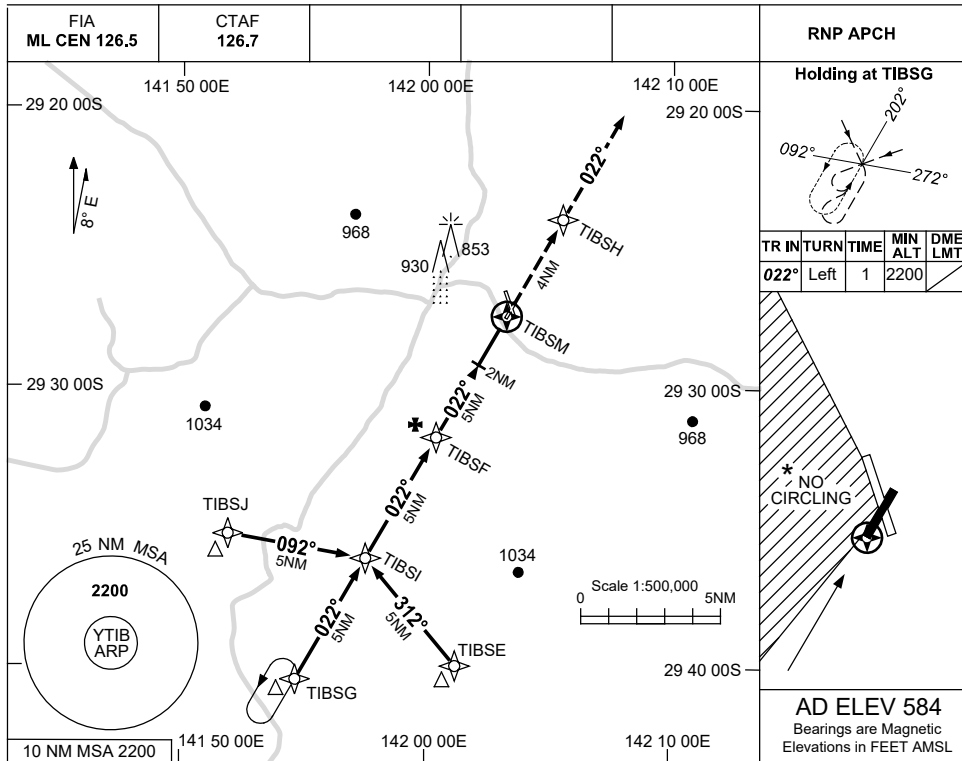 FIA
ML CEN 126.5
CTAF
126.7
RNP APCH
141 50 00E
142 00 00E
142 10 00E
29 20 00S
29 20 00S
8° E
968
930
853
022°
TIBSH
4NM
TIBSM
2NM
29 30 00S
29 30 00S
022°
5NM
1034
968
TIBSF
022°
5NM
TIBSJ
092°
5NM
TIBSI
1034
25 NM MSA
2200
YTIB
ARP
022°
5NM
312°
5NM
TIBSE
TIBSG
Scale 1:500,000
0
5NM
29 40 00S
141 50 00E
142 00 00E
142 10 00E
10 NM MSA 2200
Holding at TIBSG
202°
092°
272°
TR IN TURN TIME MIN ALT DME LMT
022° Left 1 2200
* NO
CIRCLING
AD ELEV 584
Bearings are Magnetic
Elevations in FEET AMSL